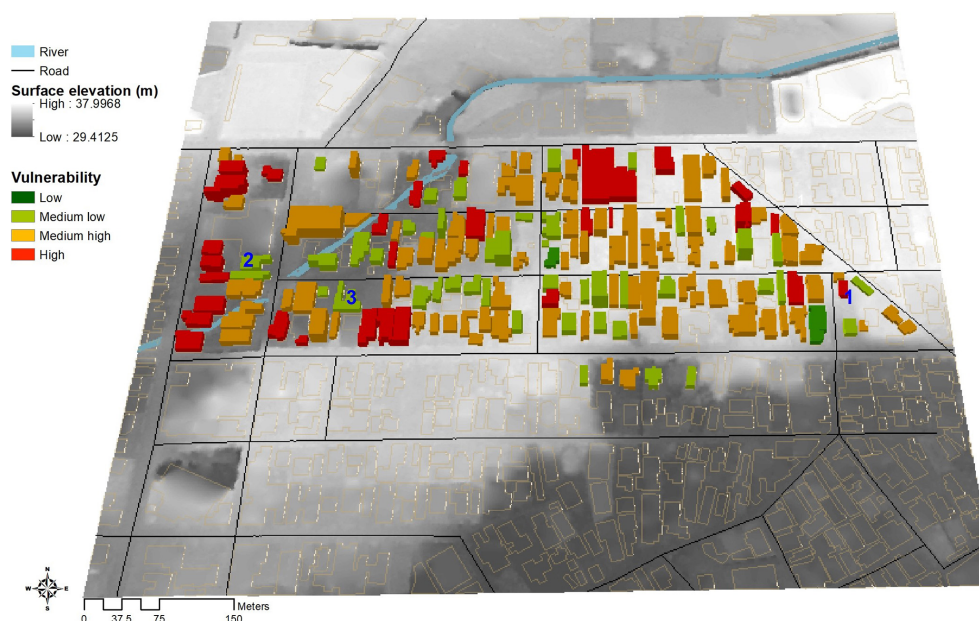 River
Road
Surface elevation (m)
High : 37.9968
Low : 29.4125
Vulnerability
Low
Medium low
Medium high
High
2
3
1
N
W E
S
Meters
0 37.5 75 150